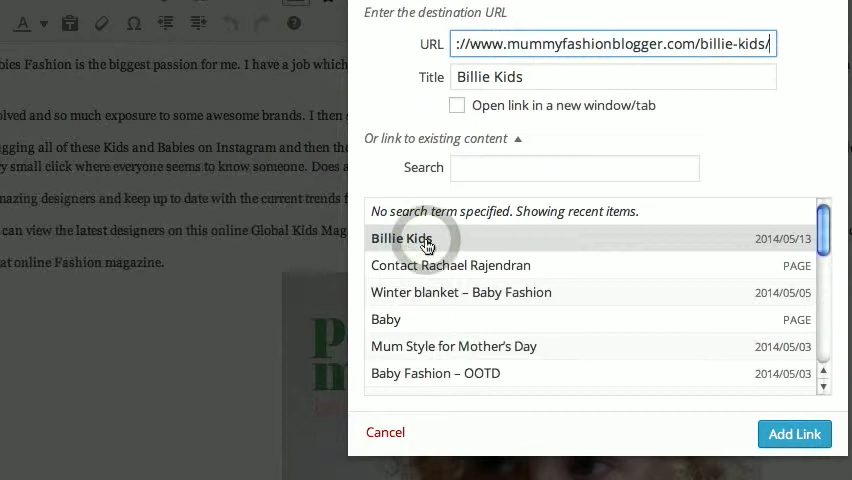 Enter the destination URL
URL ://www.mummyfashionblogger.com/billie-kids/
Title Billie Kids
Open link in a new window/tab
Or link to existing content
Search
No search term specified. Showing recent items.
Billie Kids 2014/05/13
Contact Rachael Rajendran PAGE
Winter blanket – Baby Fashion 2014/05/05
Baby PAGE
Mum Style for Mother's Day 2014/05/03
Baby Fashion – OOTD 2014/05/03
Cancel Add Link
A Ω ?
bies Fashion is the biggest passion for me. I have a job which
olved and so much exposure to some awesome brands. I then s
gging all of these Kids and Babies on Instagram and then the
ry small click where everyone seems to know someone. Does a
mazing designers and keep up to date with the current trends f
can view the latest designers on this online Global Kids Mag
at online Fashion magazine.